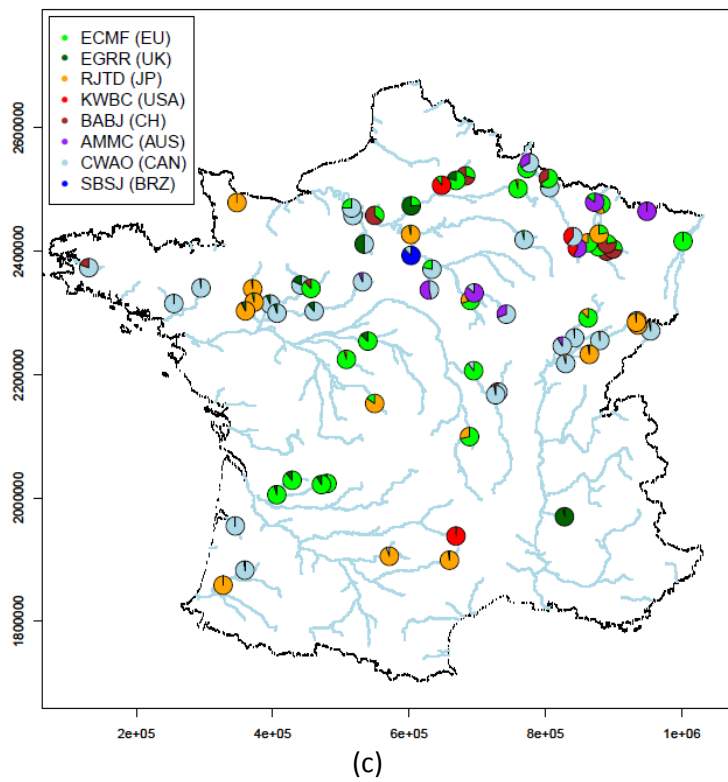 ECMF (EU)
EGRR (UK)
RJTD (JP)
KWBC (USA)
BABJ (CH)
AMMC (AUS)
CWAO (CAN)
SBSJ (BRZ)
2600000
2400000
2200000
2000000
1800000
2e+05 4e+05 6e+05 8e+05 1e+06
(c)